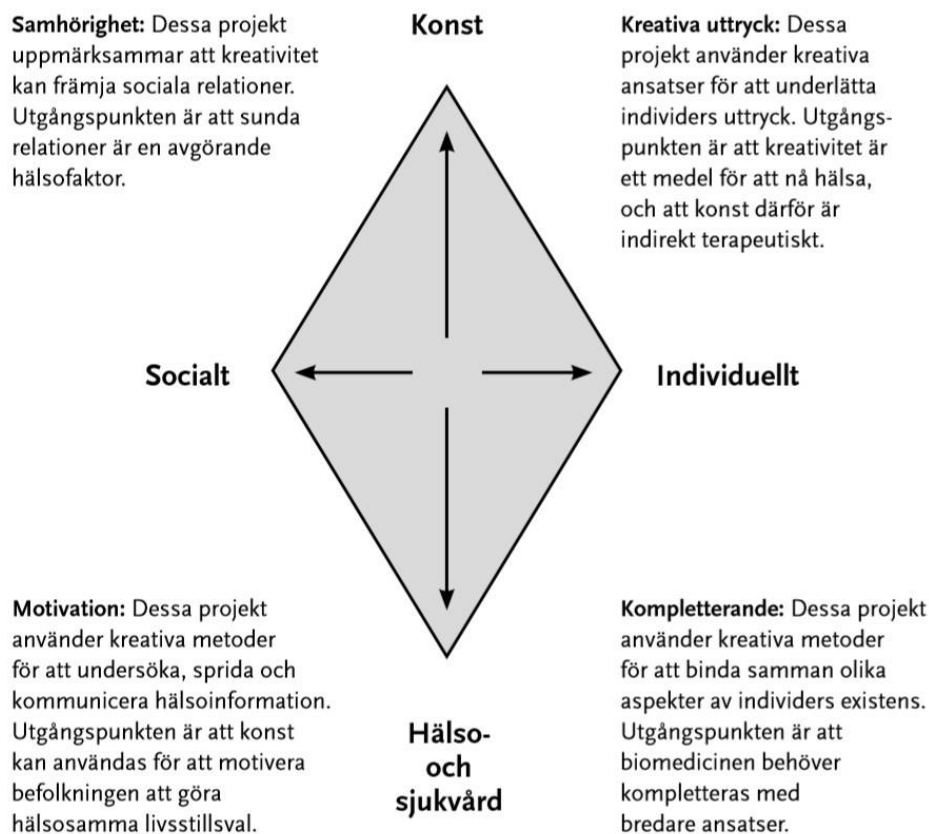 Samhörighet: Dessa projekt
uppmärksammar att kreativitet
kan främja sociala relationer.
Utgångspunkten är att sunda
relationer är en avgörande
hälsofaktor.
Konst
Kreativa uttryck: Dessa
projekt använder kreativa
ansatser för att underlätta
individers uttryck. Utgångs-
punkten är att kreativitet är
ett medel för att nå hälsa,
och att konst därför är
indirekt terapeutiskt.
Socialt
Individuellt
Motivation: Dessa projekt
använder kreativa metoder
för att undersöka, sprida och
kommunicera hälsoinformation.
Utgångspunkten är att konst
kan användas för att motivera
befolkningen att göra
hälsosamma livsstillsval.
Hälso-
och
sjukvård
Kompletterande: Dessa projekt
använder kreativa metoder
för att binda samman olika
aspekter av individers existens.
Utgångspunkten är att
biomedicinen behöver
kompletteras med
bredare ansatser.